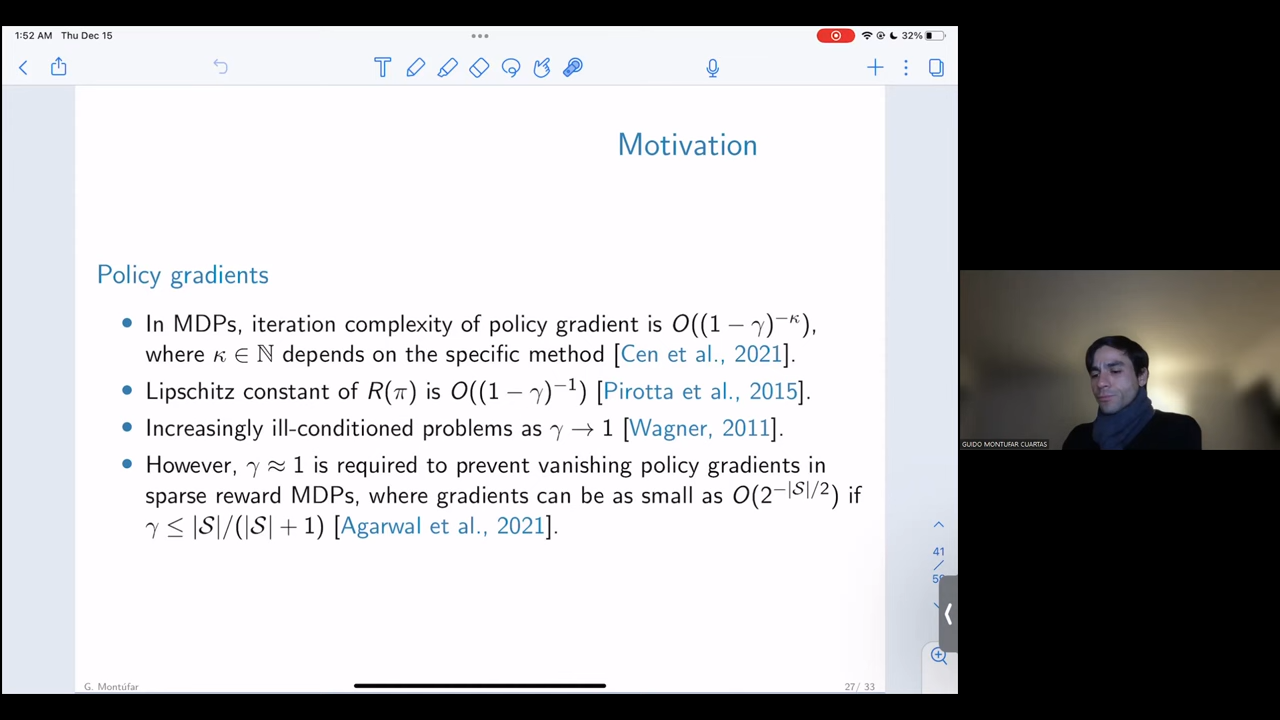 1:52 AM Thu Dec 15
32%
Motivation
Policy gradients
• In MDPs, iteration complexity of policy gradient is O((1 − γ)^{−κ}),
where κ ∈ ℕ depends on the specific method [Cen et al., 2021].
• Lipschitz constant of R(π) is O((1 − γ)^{−1}) [Pirotta et al., 2015].
• Increasingly ill-conditioned problems as γ → 1 [Wagner, 2011].
• However, γ ≈ 1 is required to prevent vanishing policy gradients in
sparse reward MDPs, where gradients can be as small as O(2^{−|𝒮|/2}) if
γ ≤ |𝒮|/(|𝒮| + 1) [Agarwal et al., 2021].
41
/
G. Montúfar
27/ 33
GUIDO MONTUFAR CUARTAS